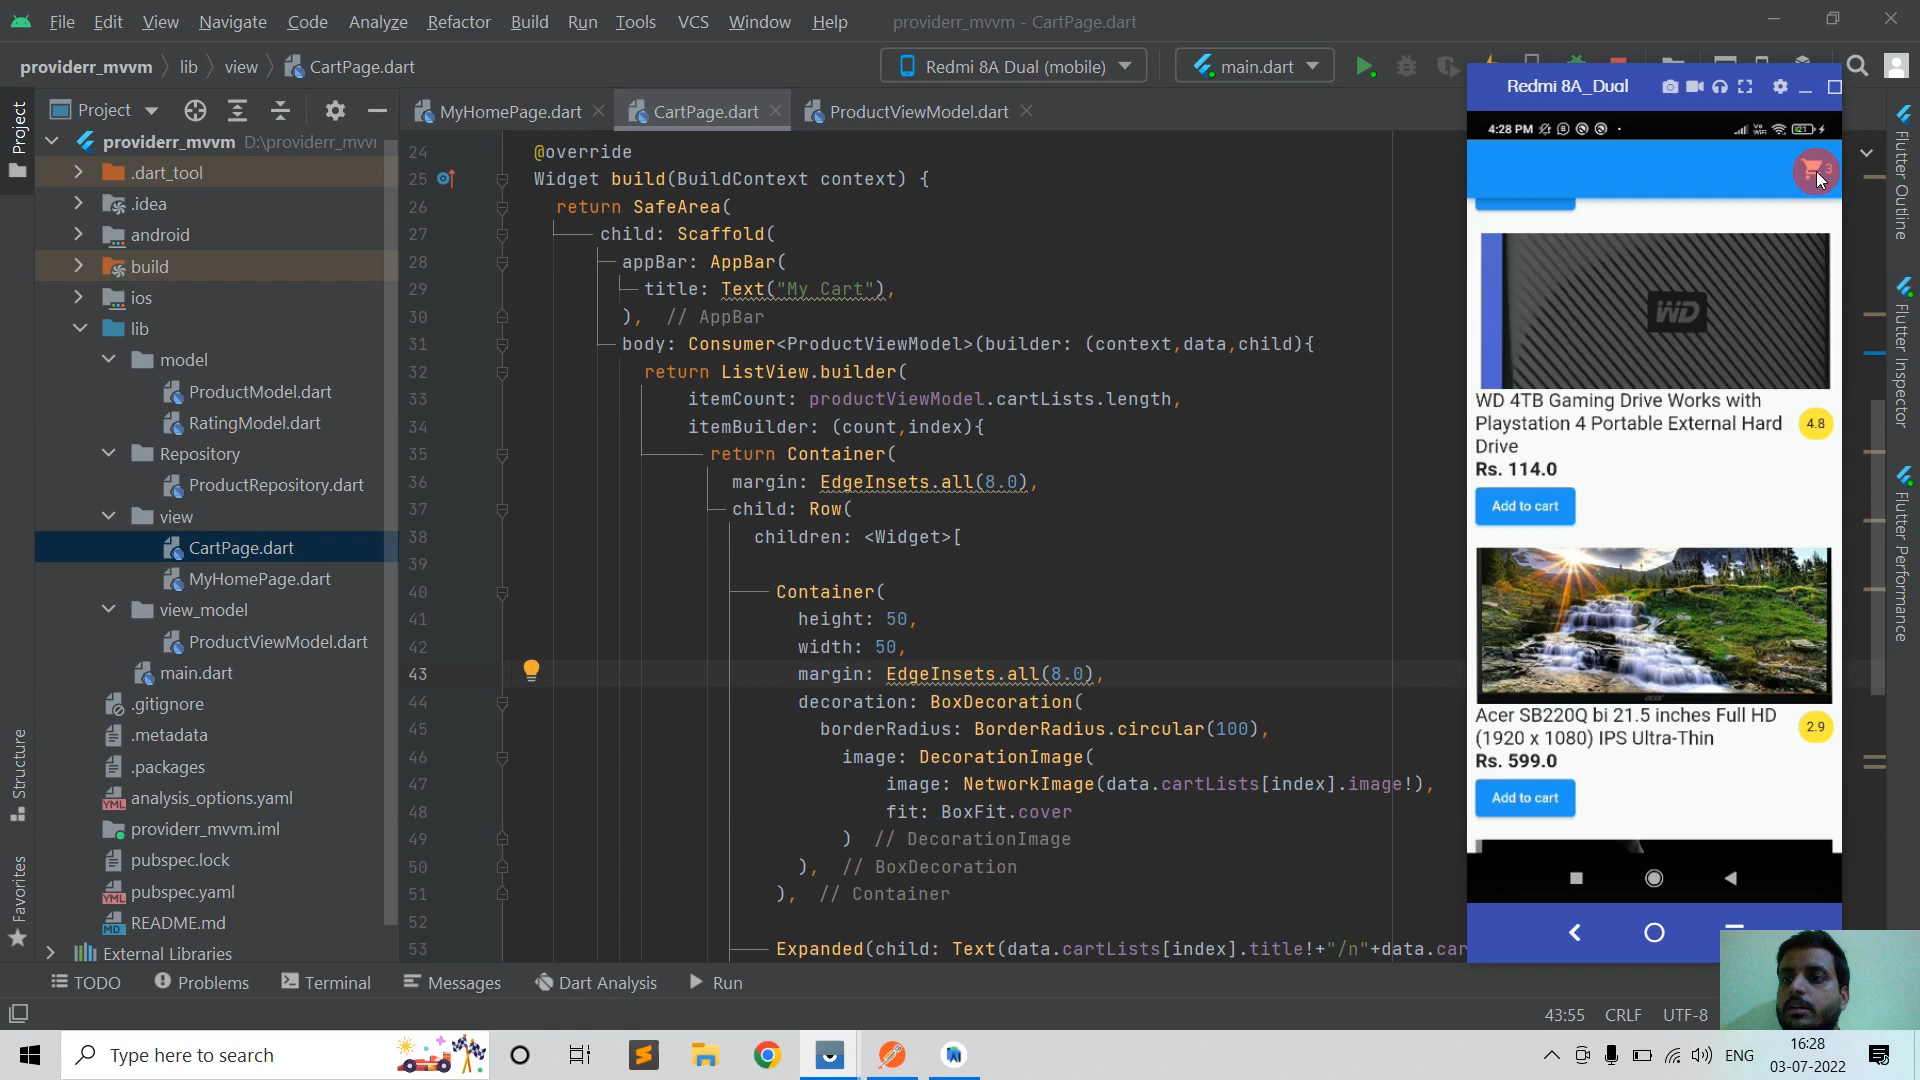 File Edit View Navigate Code Analyze Refactor Build Run Tools VCS Window Help providerr_mvvm - CartPage.dart
providerr_mvvm lib view CartPage.dart
Redmi 8A Dual (mobile) main.dart
Project
MyHomePage.dart CartPage.dart ProductViewModel.dart
Project
providerr_mvvm D:\providerr_mvvi
.dart_tool
.idea
android
build
ios
lib
model
ProductModel.dart
RatingModel.dart
Repository
ProductRepository.dart
view
CartPage.dart
MyHomePage.dart
view_model
ProductViewModel.dart
main.dart
.gitignore
.metadata
.packages
analysis_options.yaml
providerr_mvvm.iml
pubspec.lock
pubspec.yaml
README.md
External Libraries
Structure
Favorites
24 @override
25 Widget build(BuildContext context) {
26 return SafeArea(
27 child: Scaffold(
28 appBar: AppBar(
29 title: Text("My Cart"),
30 ), // AppBar
31 body: Consumer<ProductViewModel>(builder: (context,data,child){
32 return ListView.builder(
33 itemCount: productViewModel.cartLists.length,
34 itemBuilder: (count,index){
35 return Container(
36 margin: EdgeInsets.all(8.0),
37 child: Row(
38 children: <Widget>[
39
40 Container(
41 height: 50,
42 width: 50,
43 margin: EdgeInsets.all(8.0),
44 decoration: BoxDecoration(
45 borderRadius: BorderRadius.circular(100),
46 image: DecorationImage(
47 image: NetworkImage(data.cartLists[index].image!),
48 fit: BoxFit.cover
49 ) // DecorationImage
50 ), // BoxDecoration
51 ), // Container
52
53 Expanded(child: Text(data.cartLists[index].title!+"/n"+data.car
Redmi 8A_Dual
4:28 PM 21
3
WD
WD 4TB Gaming Drive Works with
Playstation 4 Portable External Hard
Drive
4.8
Rs. 114.0
Add to cart
acer
Acer SB220Q bi 21.5 inches Full HD
(1920 x 1080) IPS Ultra-Thin
2.9
Rs. 599.0
Add to cart
Flutter Outline
Flutter Inspector
Flutter Performance
TODO Problems Terminal Messages Dart Analysis Run
43:55 CRLF UTF-8
Type here to search
ENG
16:28
03-07-2022